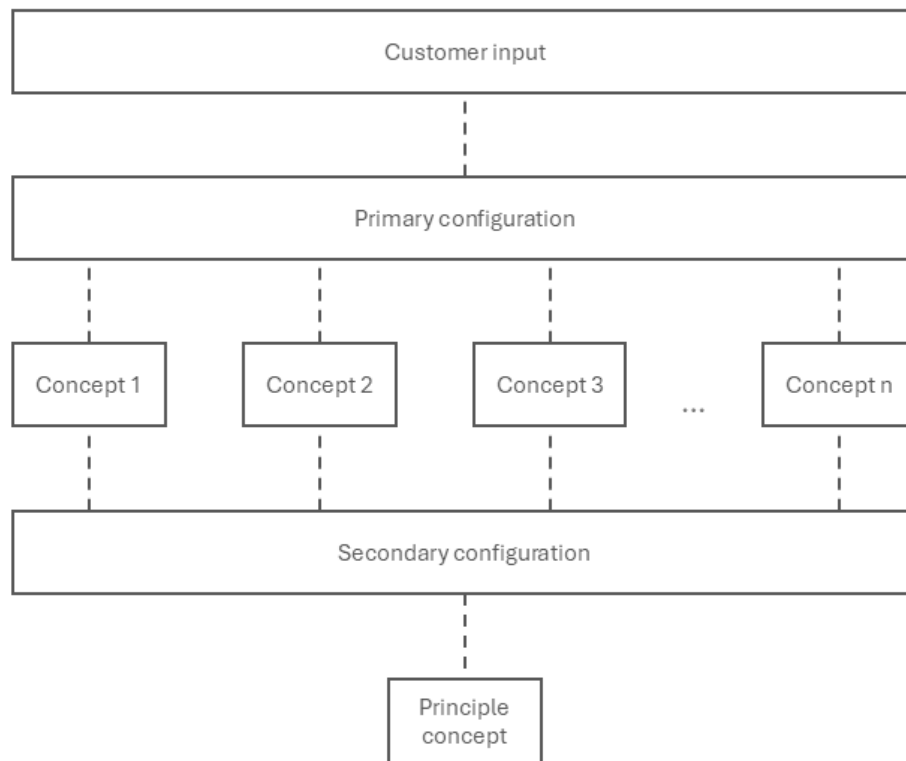 Customer input
Primary configuration
Concept 1
Concept 2
Concept 3
...
Concept n
Secondary configuration
Principle
concept